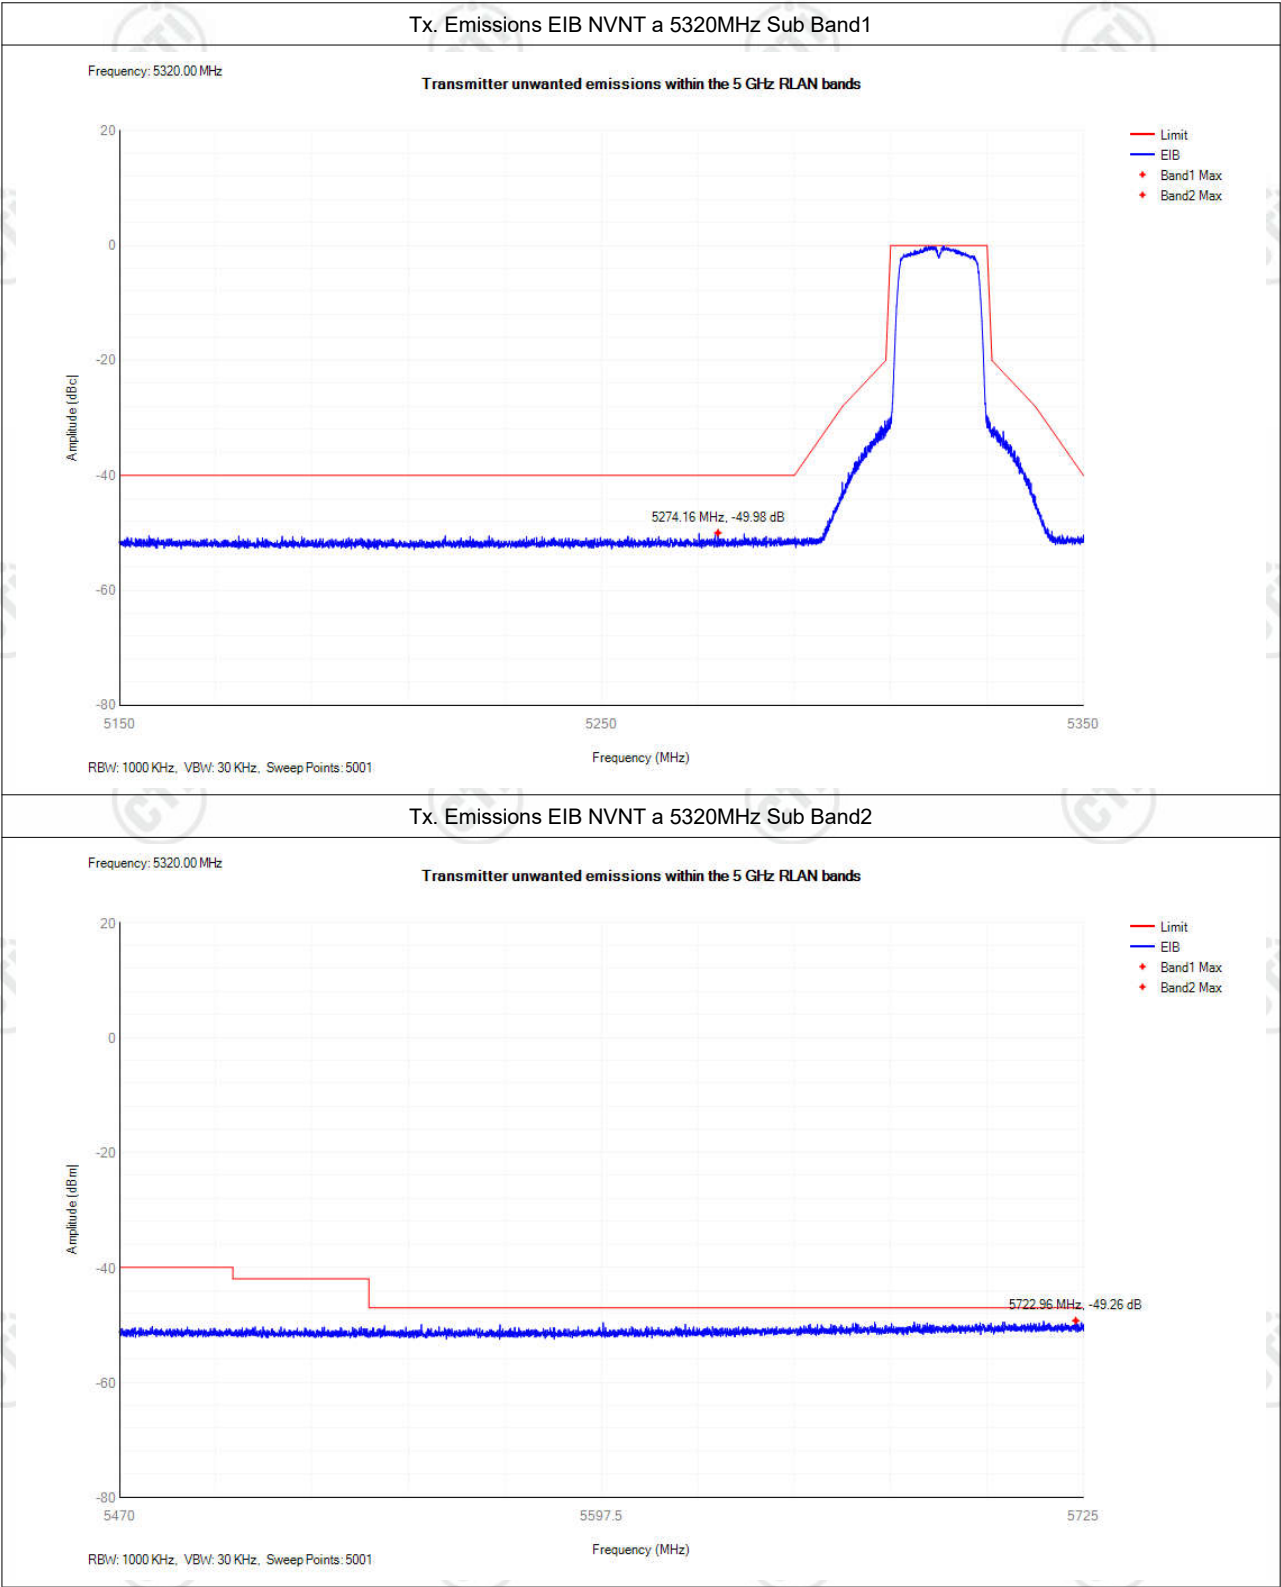 Tx. Emissions EIB NVNT a 5320MHz Sub Band1
Frequency: 5320.00 MHz
Transmitter unwanted emissions within the 5 GHz RLAN bands
20
0
-20
-40
-60
-80
Amplitude [dBc]
Limit
EIB
Band1 Max
Band2 Max
5274.16 MHz, -49.98 dB
5150
5250
5350
Frequency (MHz)
RBW: 1000 KHz, VBW: 30 KHz, Sweep Points: 5001
Tx. Emissions EIB NVNT a 5320MHz Sub Band2
Frequency: 5320.00 MHz
Transmitter unwanted emissions within the 5 GHz RLAN bands
20
0
-20
-40
-60
-80
Amplitude [dBm]
Limit
EIB
Band1 Max
Band2 Max
5722.96 MHz, -49.26 dB
5470
5597.5
5725
Frequency (MHz)
RBW: 1000 KHz, VBW: 30 KHz, Sweep Points: 5001